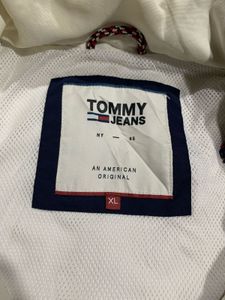 TOMMY
JEANS
NY — 85
AN AMERICAN
ORIGINAL
XL